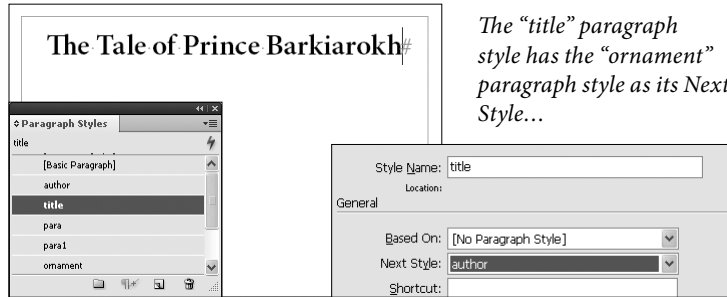 The Tale of Prince Barkiarokh#
The “title” paragraph
style has the “ornament”
paragraph style as its Next
Style…
Paragraph Styles
title
[Basic Paragraph]
author
title
para
para1
ornament
Style Name: title
Location:
General
Based On: [No Paragraph Style]
Next Style: author
Shortcut: